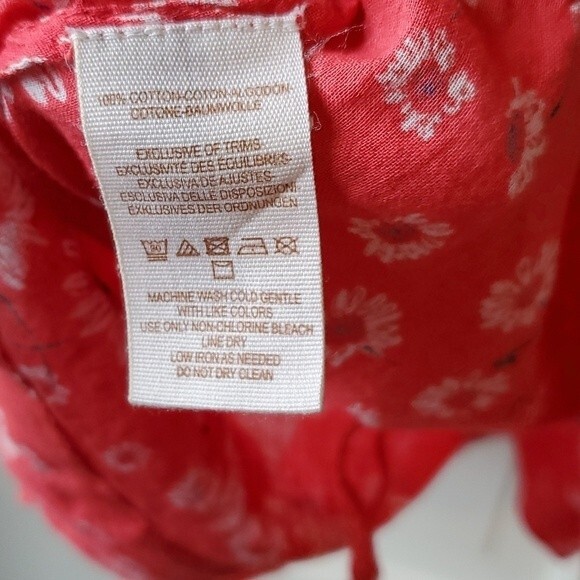 100% COTTON-COTON-ALGODON-
COTONE-BAUMWOLLE
EXCLUSIVE OF TRIMS
EXCLUSIVITÉ DES ÉQUILIBRES-
EXCLUSIVA DE AJUSTES-
ESCLUSIVA DELLE DISPOSIZIONI
EXKLUSIVES DER ORDNUNGEN
MACHINE WASH COLD GENTLE
WITH LIKE COLORS
USE ONLY NON-CHLORINE BLEACH
LINE DRY
LOW IRON AS NEEDED
DO NOT DRY CLEAN